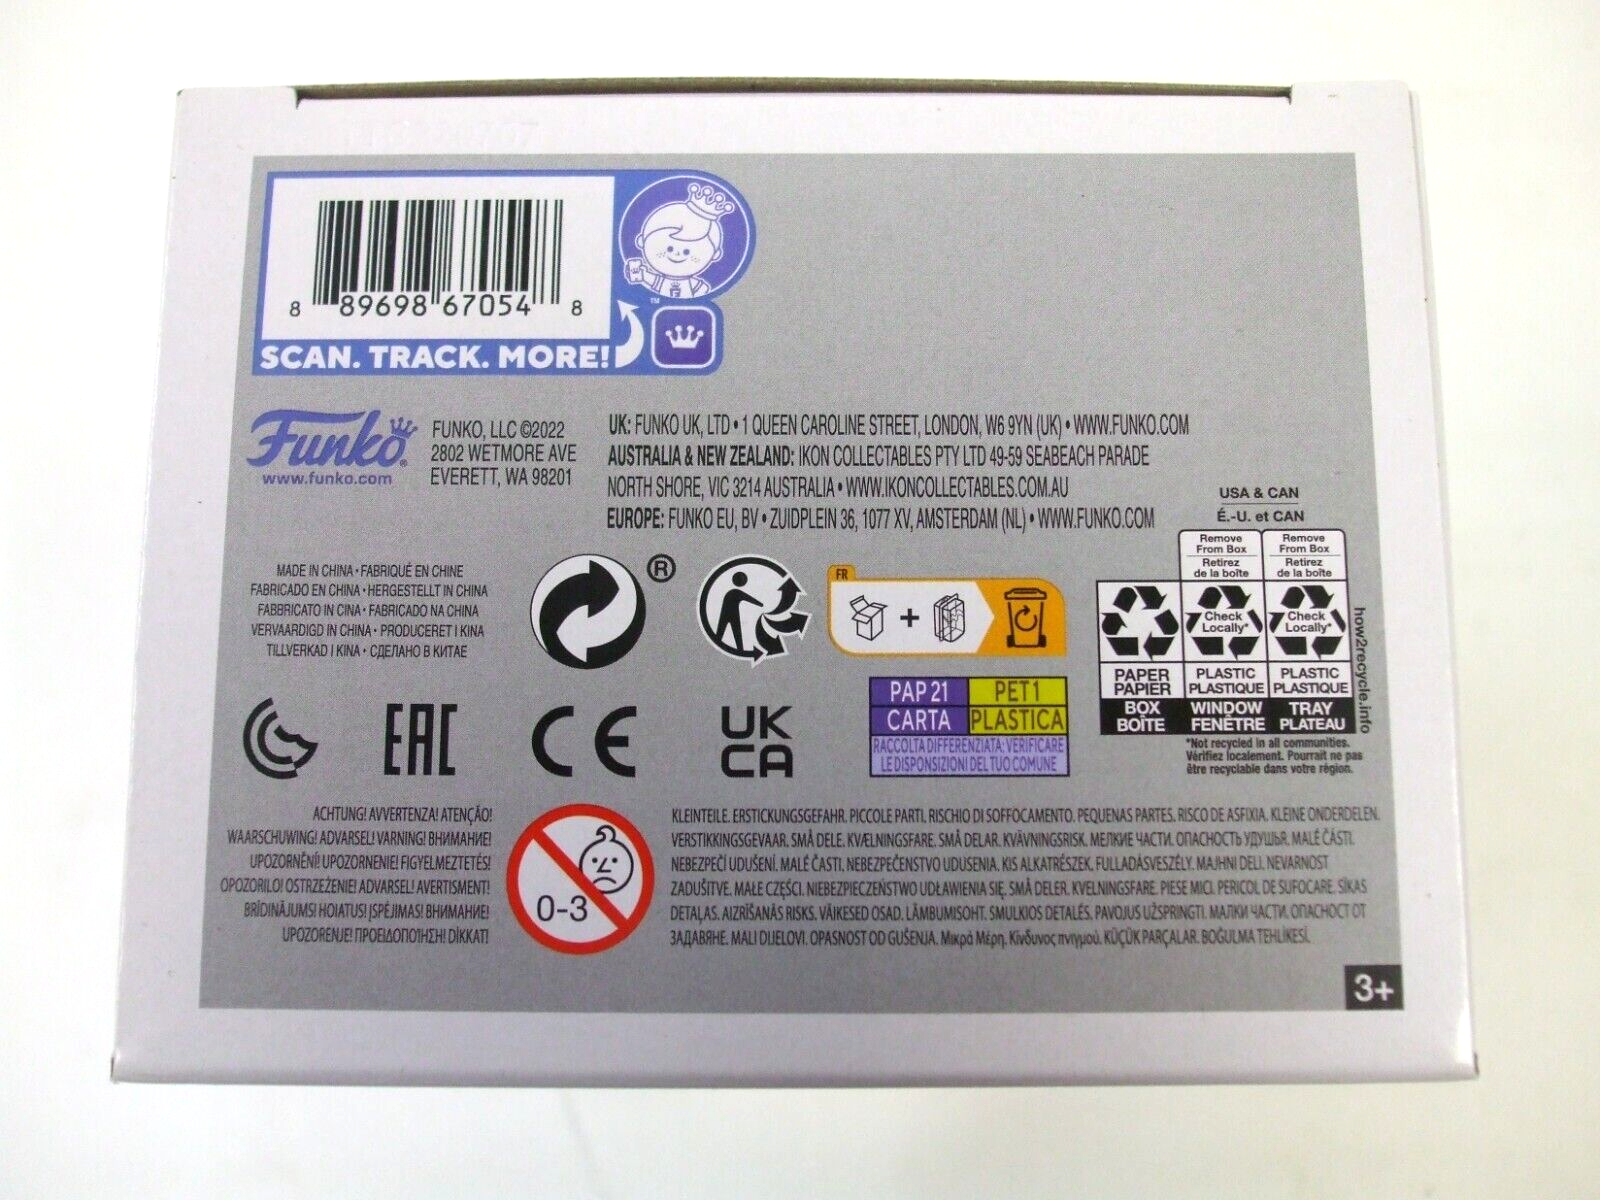 8 89698 67054 8
SCAN. TRACK. MORE!
™
Funko®
www.funko.com
FUNKO, LLC ©2022
2802 WETMORE AVE
EVERETT, WA 98201
UK: FUNKO UK, LTD • 1 QUEEN CAROLINE STREET, LONDON, W6 9YN (UK) • WWW.FUNKO.COM
AUSTRALIA & NEW ZEALAND: IKON COLLECTABLES PTY LTD 49-59 SEABEACH PARADE
NORTH SHORE, VIC 3214 AUSTRALIA • WWW.IKONCOLLECTABLES.COM.AU
EUROPE: FUNKO EU, BV • ZUIDPLEIN 36, 1077 XV, AMSTERDAM (NL) • WWW.FUNKO.COM
MADE IN CHINA • FABRIQUÉ EN CHINE
FABRICADO EN CHINA • HERGESTELLT IN CHINA
FABBRICATO IN CINA • FABRICADO NA CHINA
VERVAARDIGD IN CHINA • PRODUCERET I KINA
TILLVERKAD I KINA • СДЕЛАНО В КИТАЕ
®
FR
+
USA & CAN
É.-U. et CAN
Remove From Box
Retirez de la boîte
Remove From Box
Retirez de la boîte
Check Locally*
Check Locally*
PAPER PAPIER
PLASTIC PLASTIQUE
PLASTIC PLASTIQUE
BOX BOÎTE
WINDOW FENÊTRE
TRAY PLATEAU
how2recycle.info
*Not recycled in all communities.
Vérifiez localement. Pourrait ne pas
être recyclable dans votre région.
PAP 21 PET 1
CARTA PLASTICA
RACCOLTA DIFFERENZIATA: VERIFICARE
LE DISPOSIZIONI DEL TUO COMUNE
EAC
CE
UK
CA
ACHTUNG! AVVERTENZA! ATENÇÃO!
WAARSCHUWING! ADVARSEL! VARNING! ВНИМАНИЕ!
UPOZORNĚNÍ! UPOZORNENIE! FIGYELMEZTETÉS!
OPOZORILO! OSTRZEŻENIE! ADVARSEL! AVERTISMENT!
BRĪDINĀJUMS! HOIATUS! ĮSPĖJIMAS! ВНИМАНИЕ!
UPOZORENJE! ΠΡΟΕΙΔΟΠΟΙΗΣΗ! DİKKAT!
0-3
KLEINTEILE. ERSTICKUNGSGEFAHR. PICCOLE PARTI. RISCHIO DI SOFFOCAMENTO. PEQUENAS PARTES. RISCO DE ASFIXIA. KLEINE ONDERDELEN.
VERSTIKKINGSGEVAAR. SMÅ DELE. KVÆLNINGSFARE. SMÅ DELAR. KVÄVNINGSRISK. МЕЛКИЕ ЧАСТИ. ОПАСНОСТЬ УДУШЬЯ. MALÉ ČÁSTI.
NEBEZPEČÍ UDUŠENÍ. MALÉ ČASTI. NEBEZPEČENSTVO UDUSENIA. KIS ALKATRÉSZEK. FULLADÁSVESZÉLY. MAJHNI DELI. NEVARNOST
ZADUŠITVE. MAŁE CZĘŚCI. NIEBEZPIECZEŃSTWO UDŁAWIENIA SIĘ. SMÅ DELER. KVELNINGSFARE. PIESE MICI. PERICOL DE SUFOCARE. SĪKAS
DETAĻAS. AIZRĪŠANĀS RISKS. VÄIKESED OSAD. LÄMBUMISOHT. SMULKIOS DETALĖS. PAVOJUS UŽSPRINGTI. МАЛКИ ЧАСТИ. ОПАСНОСТ ОТ
ЗАДАВЯНЕ. MALI DIJELOVI. OPASNOST OD GUŠENJA. Μικρά Μέρη. Κίνδυνος πνιγμού. KÜÇÜK PARÇALAR. BOĞULMA TEHLİKESİ.
3+